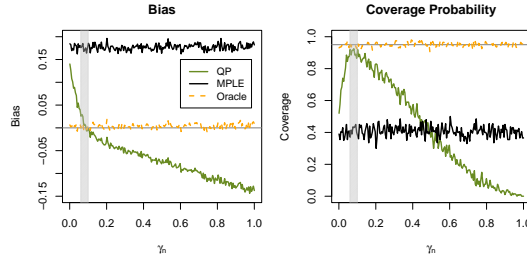 Bias
Bias
0.15
0.05
−0.05
−0.15
QP
MPLE
Oracle
0.0 0.2 0.4 0.6 0.8 1.0
γn
Coverage Probability
Coverage
1.0
0.8
0.6
0.4
0.2
0.0
0.0 0.2 0.4 0.6 0.8 1.0
γn